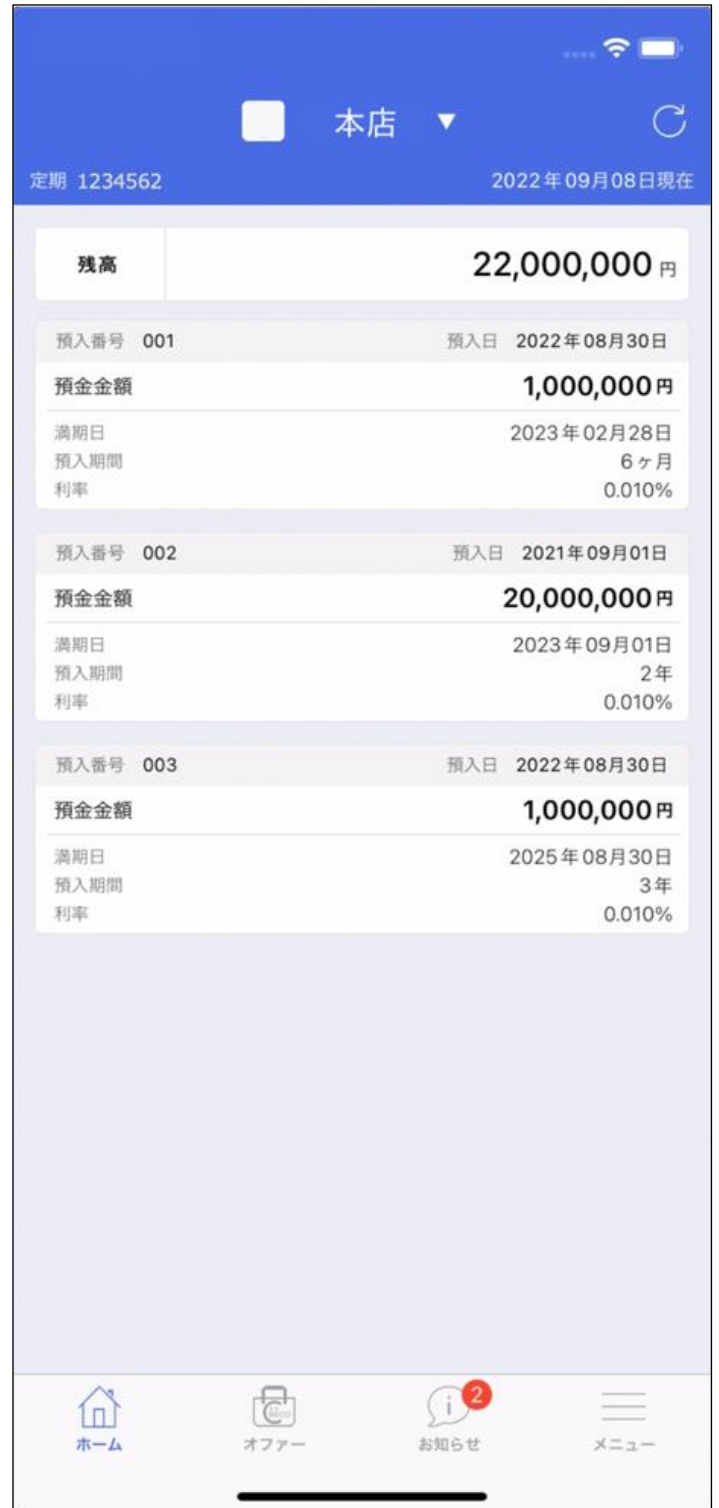 本店 ▼
定期 1234562 2022年09月08日現在
残高 22,000,000 円
預入番号 001 預入日 2022年08月30日
預金金額 1,000,000円
満期日 2023年02月28日
預入期間 6ヶ月
利率 0.010%
預入番号 002 預入日 2021年09月01日
預金金額 20,000,000円
満期日 2023年09月01日
預入期間 2年
利率 0.010%
預入番号 003 預入日 2022年08月30日
預金金額 1,000,000円
満期日 2025年08月30日
預入期間 3年
利率 0.010%
2
ホーム オファー お知らせ メニュー